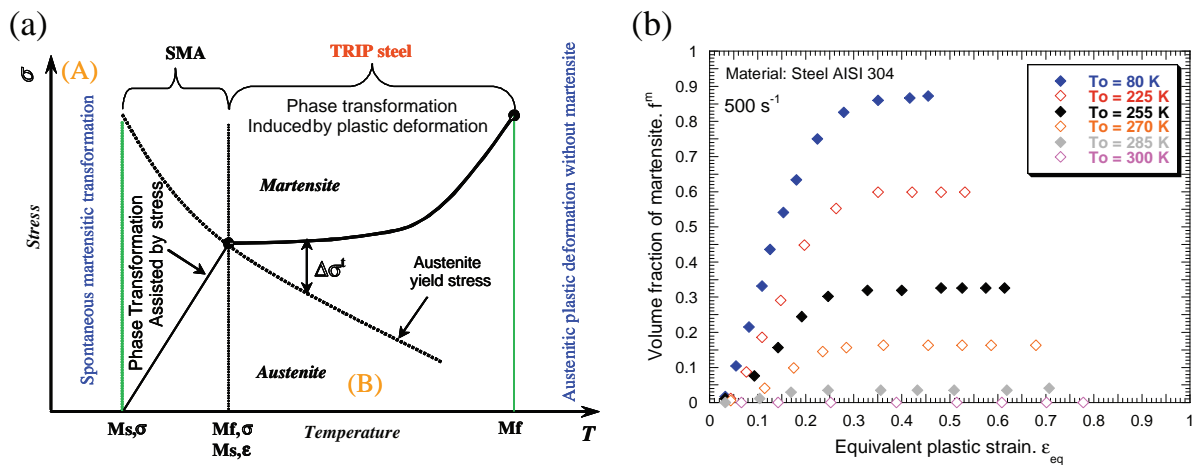 (a)
σ
(A)
SMA
TRIP steel
Phase transformation
Induced by plastic deformation
Spontaneous martensitic transformation
Stress
Phase Transformation
Assisted by stress
Martensite
Δσᵗ
Austenite
yield stress
Austenite
(B)
Austenitic plastic deformation without martensite
Ms,σ
Mf,σ
Ms,ε
Temperature
Mf
T
(b)
Material: Steel AISI 304
500 s⁻¹
To = 80 K
To = 225 K
To = 255 K
To = 270 K
To = 285 K
To = 300 K
Volume fraction of martensite. fᵐ
1
0.9
0.8
0.7
0.6
0.5
0.4
0.3
0.2
0.1
0
0 0.1 0.2 0.3 0.4 0.5 0.6 0.7 0.8 0.9 1
Equivalent plastic strain. ε_eq